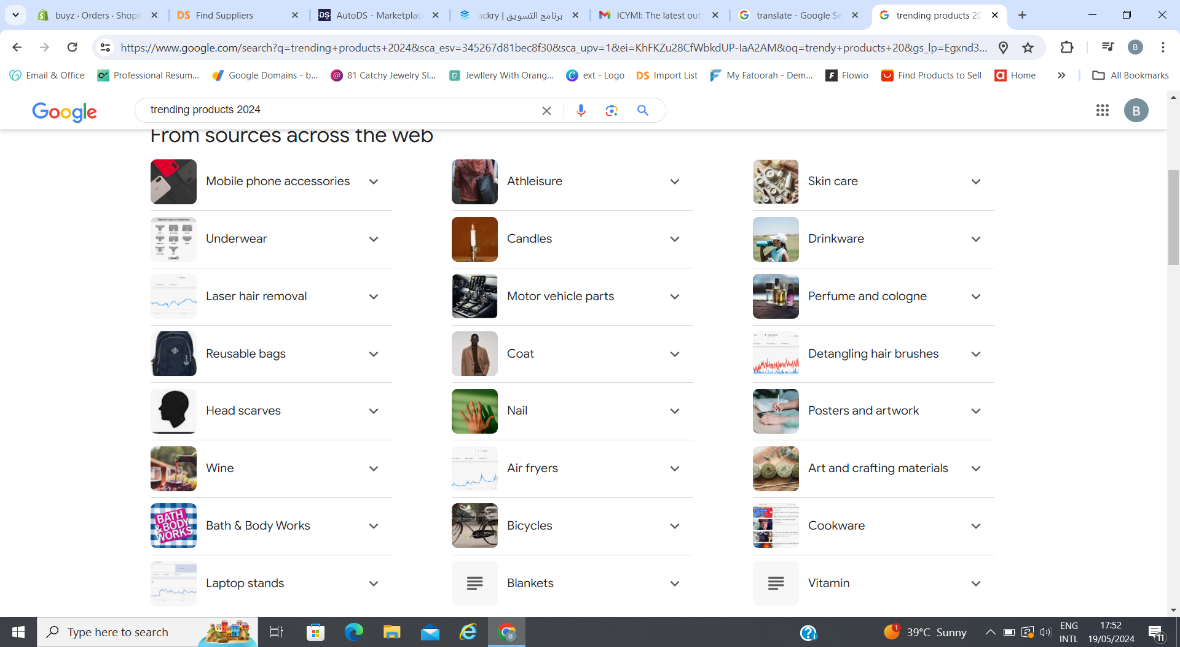 buyz · Orders · Shopif
Find Suppliers
AutoDS - Marketplac
ackry | برنامج التسويق
ICYMI: The latest out
translate - Google Se
trending products 20
https://www.google.com/search?q=trending+products+2024&sca_esv=345267d81bec8f30&sca_upv=1&ei=KhFKZu28CfWbkdUP-IaA2AM&oq=trendy+products+20&gs_lp=Egxnd3...
Email & Office
Professional Resum...
Google Domains - b...
81 Catchy Jewelry Sl...
Jewllery With Orang...
ext - Logo
DS Import List
My Fatoorah - Dem...
Flowio
Find Products to Sell
Home
All Bookmarks
Google
trending products 2024
B
From sources across the web
Mobile phone accessories
Athleisure
Skin care
Underwear
Candles
Drinkware
Laser hair removal
Motor vehicle parts
Perfume and cologne
Reusable bags
Coat
Detangling hair brushes
Head scarves
Nail
Posters and artwork
Wine
Air fryers
Art and crafting materials
BATH & BODY WORKS
Bath & Body Works
Bicycles
Cookware
Laptop stands
Blankets
Vitamin
Type here to search
39°C Sunny
ENG
INTL
17:52
19/05/2024
11